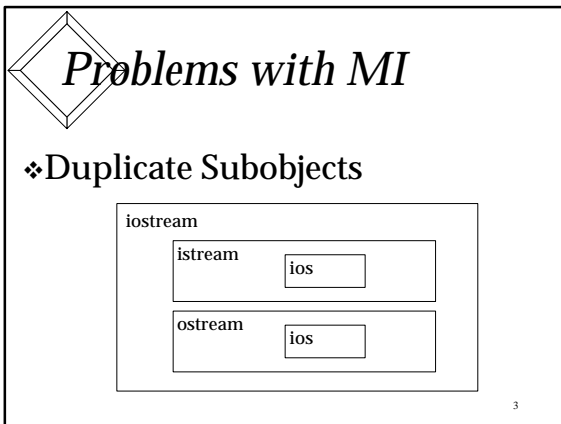 Problems with MI
❖Duplicate Subobjects
iostream
istream
ios
ostream
ios
3